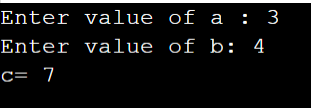 Enter value of a : 3
Enter value of b: 4
c= 7